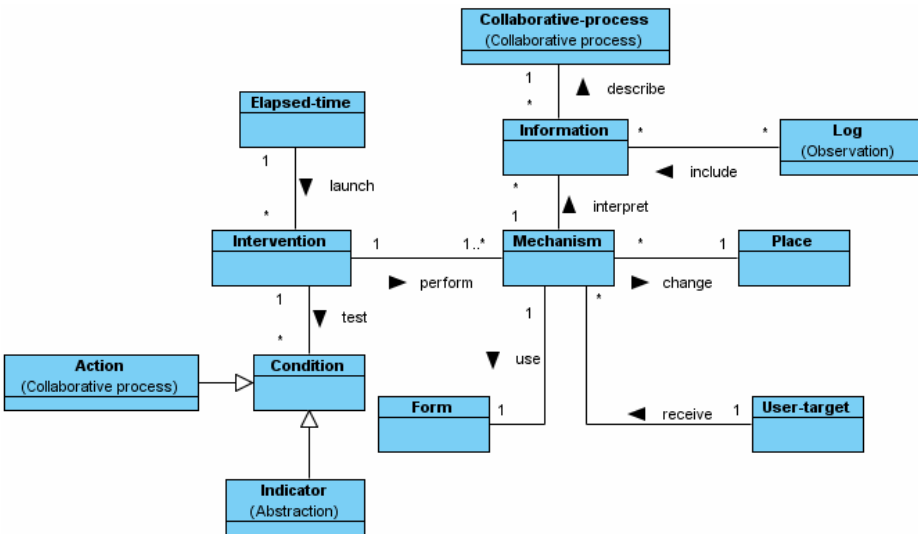 Collaborative-process
(Collaborative process)
1
describe
*
Elapsed-time
Information
*
*
Log
(Observation)
1
include
launch
*
interpret
*
1
Intervention
1
1..*
Mechanism
*
1
Place
perform
change
1
test
1
*
use
Action
(Collaborative process)
Condition
Form
1
receive
1
User-target
Indicator
(Abstraction)